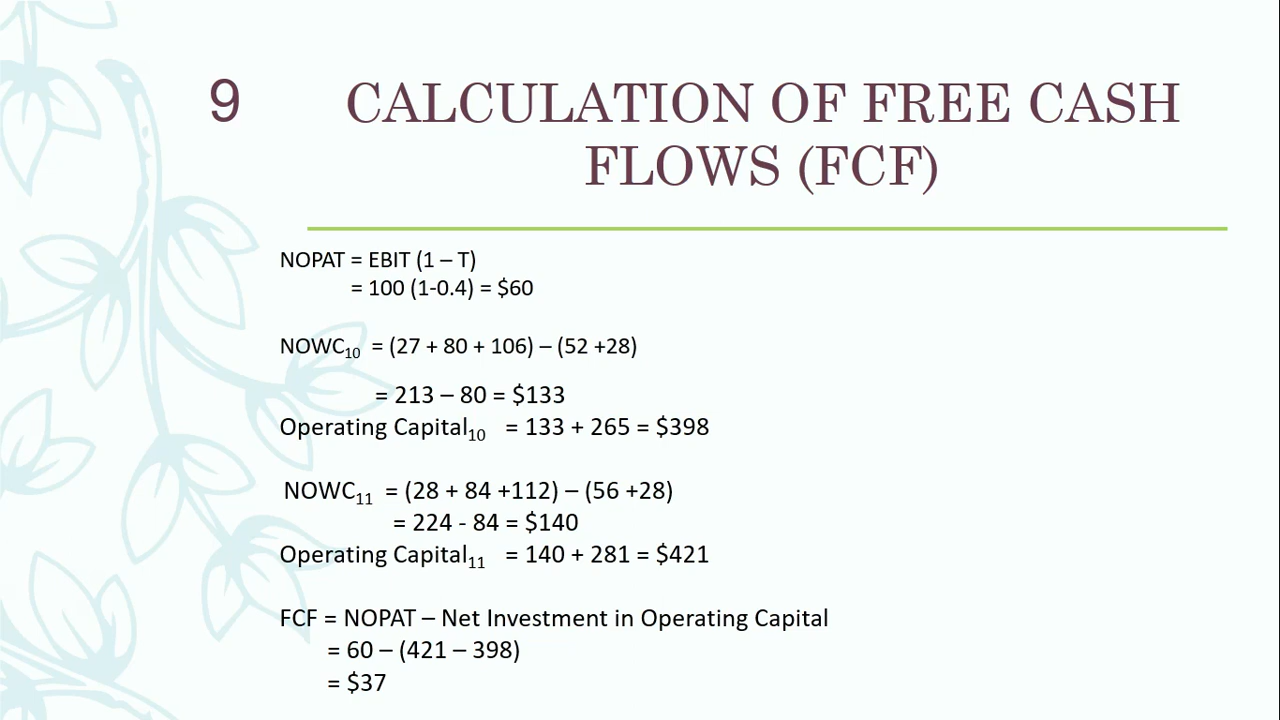 9
CALCULATION OF FREE CASH
FLOWS (FCF)
NOPAT = EBIT (1 – T)
= 100 (1-0.4) = $60
NOWC10 = (27 + 80 + 106) – (52 +28)
= 213 – 80 = $133
Operating Capital10 = 133 + 265 = $398
NOWC11 = (28 + 84 +112) – (56 +28)
= 224 - 84 = $140
Operating Capital11 = 140 + 281 = $421
FCF = NOPAT – Net Investment in Operating Capital
= 60 – (421 – 398)
= $37